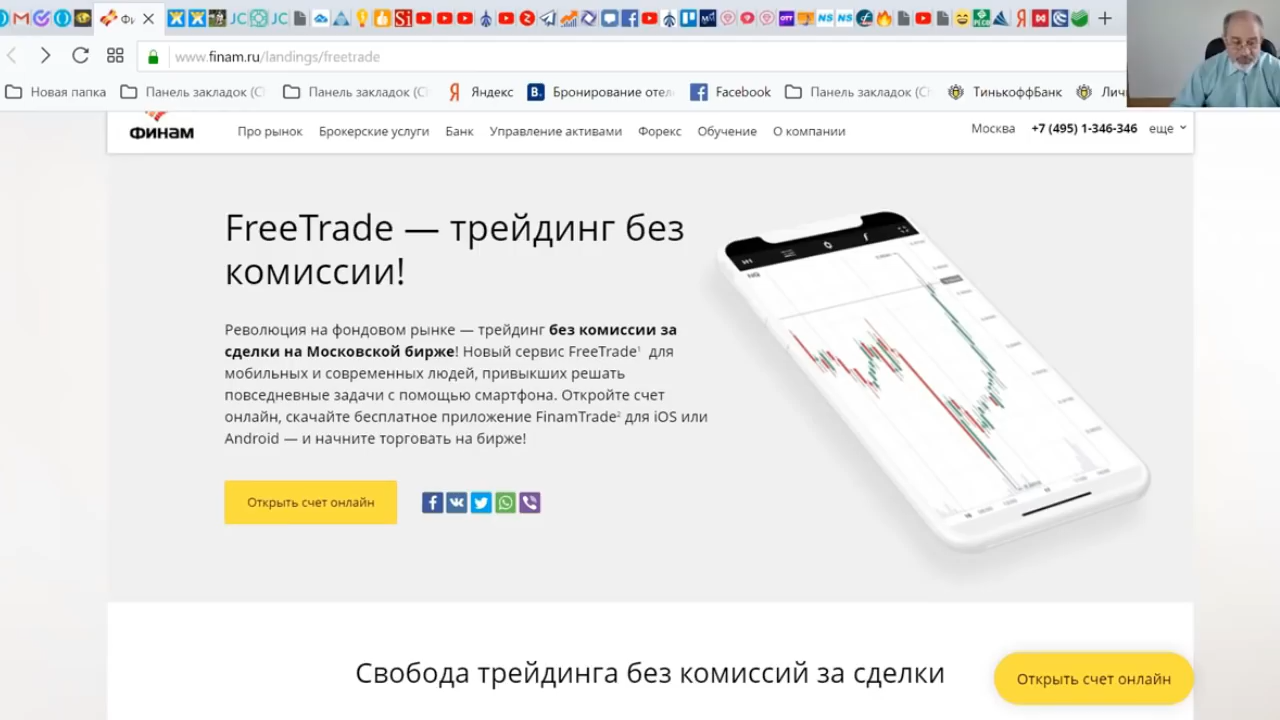 www.finam.ru/landings/freetrade
Новая папка
Панель закладок (С
Панель закладок (С
Яндекс
Бронирование оте
Facebook
Панель закладок (С
ТинькоффБанк
Лич
ФИНАМ
Про рынок
Брокерские услуги
Банк
Управление активами
Форекс
Обучение
О компании
Москва
+7 (495) 1-346-346
еще
FreeTrade — трейдинг без
комиссии!
Революция на фондовом рынке — трейдинг без комиссии за
сделки на Московской бирже! Новый сервис FreeTrade¹ для
мобильных и современных людей, привыкших решать
повседневные задачи с помощью смартфона. Откройте счет
онлайн, скачайте бесплатное приложение FinamTrade² для iOS или
Android — и начните торговать на бирже!
Открыть счет онлайн
Свобода трейдинга без комиссий за сделки
Открыть счет онлайн